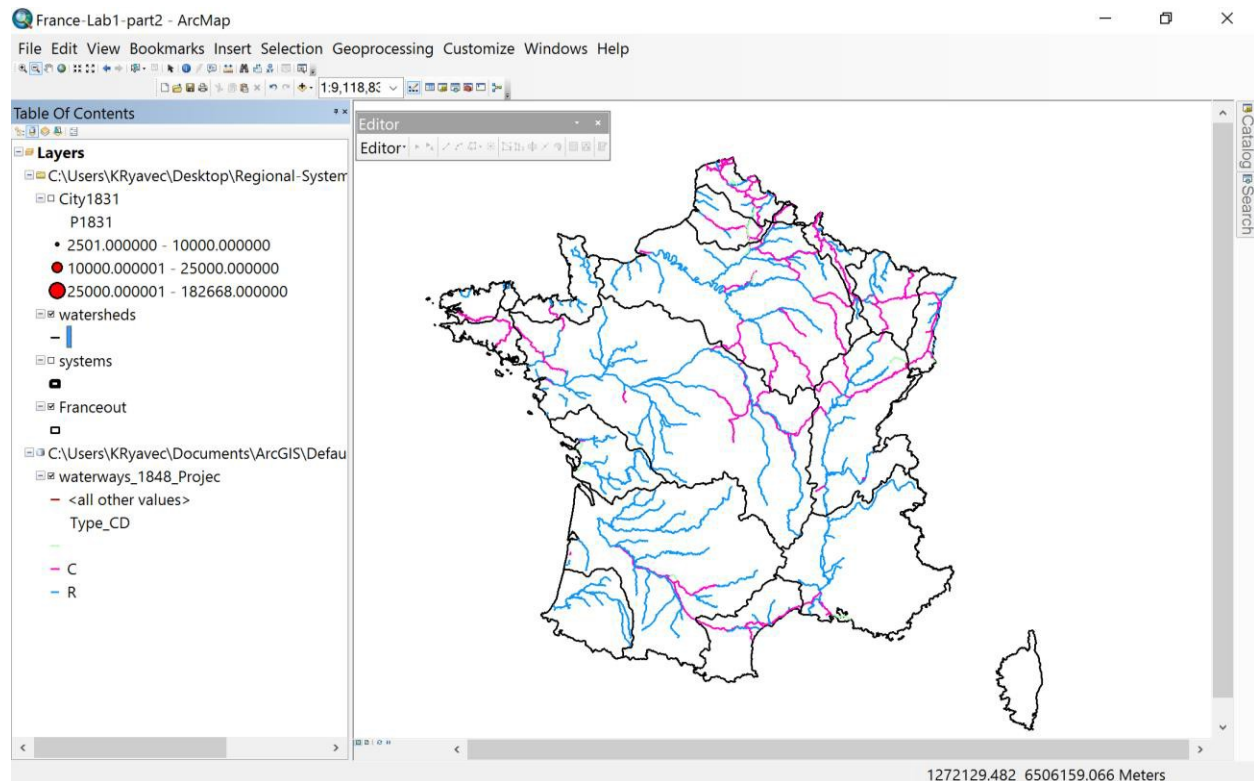 France-Lab1-part2 - ArcMap
File Edit View Bookmarks Insert Selection Geoprocessing Customize Windows Help
1:9,118,83
Table Of Contents
Layers
C:\Users\KRyavec\Desktop\Regional-System
City1831
P1831
2501.000000 - 10000.000000
10000.000001 - 25000.000000
25000.000001 - 182668.000000
watersheds
systems
Franceout
C:\Users\KRyavec\Documents\ArcGIS\Defau
waterways_1848_Projec
<all other values>
Type_CD
C
R
Editor
Editor
Catalog
Search
1272129.482 6506159.066 Meters